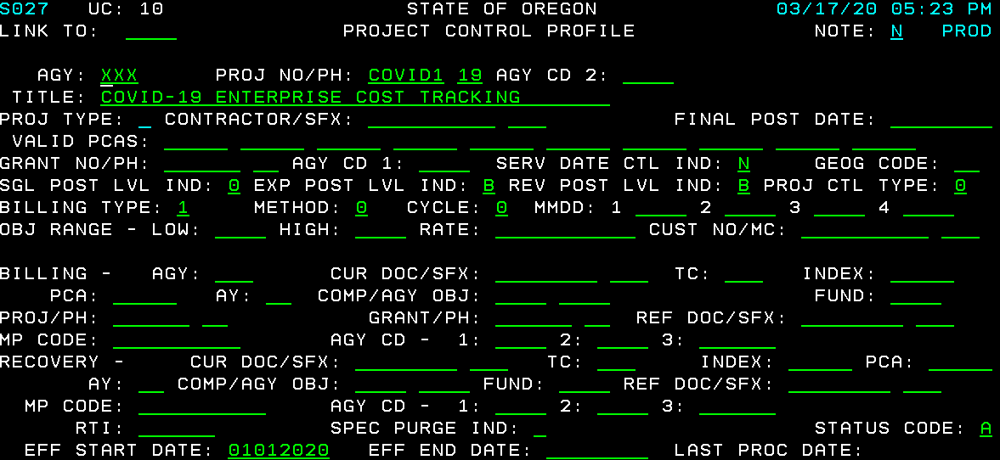 S027 UC: 10 STATE OF OREGON 03/17/20 05:23 PM
LINK TO: PROJECT CONTROL PROFILE NOTE: N PROD
AGY: XXX PROJ NO/PH: COVID1 19 AGY CD 2:
TITLE: COVID-19 ENTERPRISE COST TRACKING
PROJ TYPE: CONTRACTOR/SFX: FINAL POST DATE:
VALID PCAS:
GRANT NO/PH: AGY CD 1: SERV DATE CTL IND: N GEOG CODE:
SGL POST LVL IND: 0 EXP POST LVL IND: B REV POST LVL IND: B PROJ CTL TYPE: 0
BILLING TYPE: 1 METHOD: 0 CYCLE: 0 MMDD: 1 2 3 4
OBJ RANGE - LOW: HIGH: RATE: CUST NO/MC:
BILLING - AGY: CUR DOC/SFX: TC: INDEX:
PCA: AY: COMP/AGY OBJ: FUND:
PROJ/PH: GRANT/PH: REF DOC/SFX:
MP CODE: AGY CD - 1: 2: 3:
RECOVERY - CUR DOC/SFX: TC: INDEX: PCA:
AY: COMP/AGY OBJ: FUND: REF DOC/SFX:
MP CODE: AGY CD - 1: 2: 3:
RTI: SPEC PURGE IND: STATUS CODE: A
EFF START DATE: 01012020 EFF END DATE: LAST PROC DATE: